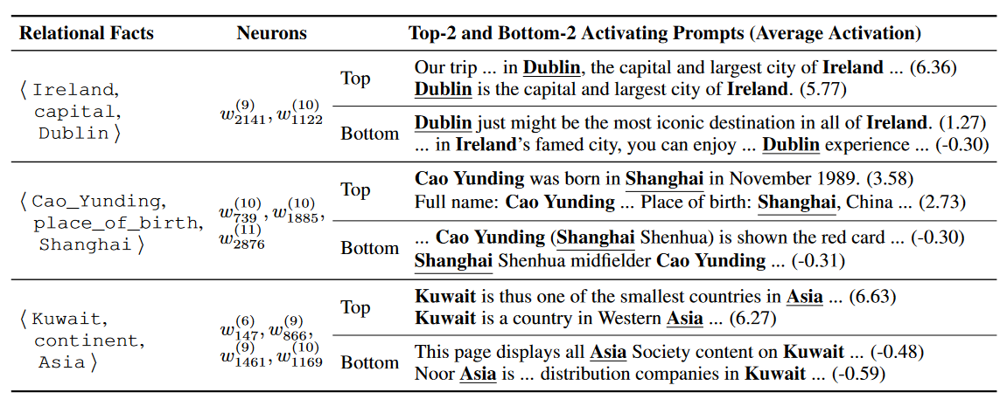 Relational Facts Neurons Top-2 and Bottom-2 Activating Prompts (Average Activation)
⟨ Ireland, capital, Dublin ⟩
w_{2141}^{(9)}, w_{1122}^{(10)}
Top
Our trip ... in Dublin, the capital and largest city of Ireland ... (6.36)
Dublin is the capital and largest city of Ireland. (5.77)
Bottom
Dublin just might be the most iconic destination in all of Ireland. (1.27)
... in Ireland's famed city, you can enjoy ... Dublin experience ... (-0.30)
⟨ Cao_Yunding, place_of_birth, Shanghai ⟩
w_{739}^{(10)}, w_{1885}^{(10)},
w_{2876}^{(11)}
Top
Cao Yunding was born in Shanghai in November 1989. (3.58)
Full name: Cao Yunding ... Place of birth: Shanghai, China ... (2.73)
Bottom
... Cao Yunding (Shanghai Shenhua) is shown the red card ... (-0.30)
Shanghai Shenhua midfielder Cao Yunding ... (-0.31)
⟨ Kuwait, continent, Asia ⟩
w_{147}^{(6)}, w_{866}^{(9)},
w_{1461}^{(9)}, w_{1169}^{(10)}
Top
Kuwait is thus one of the smallest countries in Asia ... (6.63)
Kuwait is a country in Western Asia ... (6.27)
Bottom
This page displays all Asia Society content on Kuwait ... (-0.48)
Noor Asia is ... distribution companies in Kuwait ... (-0.59)